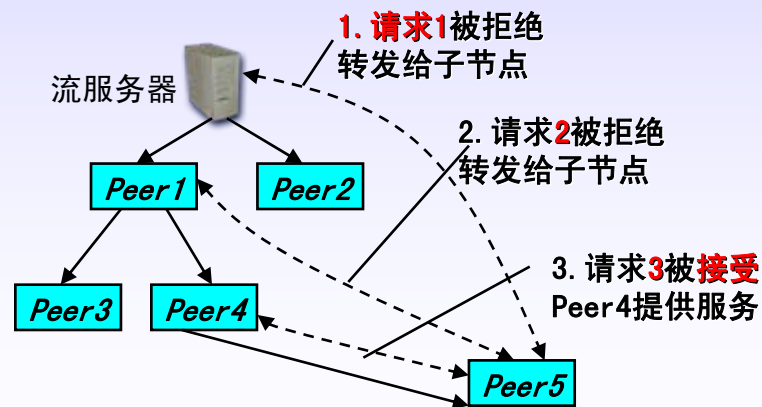 1. 请求1被拒绝
转发给子节点
流服务器
2. 请求2被拒绝
转发给子节点
Peer1
Peer2
3. 请求3被接受
Peer4提供服务
Peer3
Peer4
Peer5